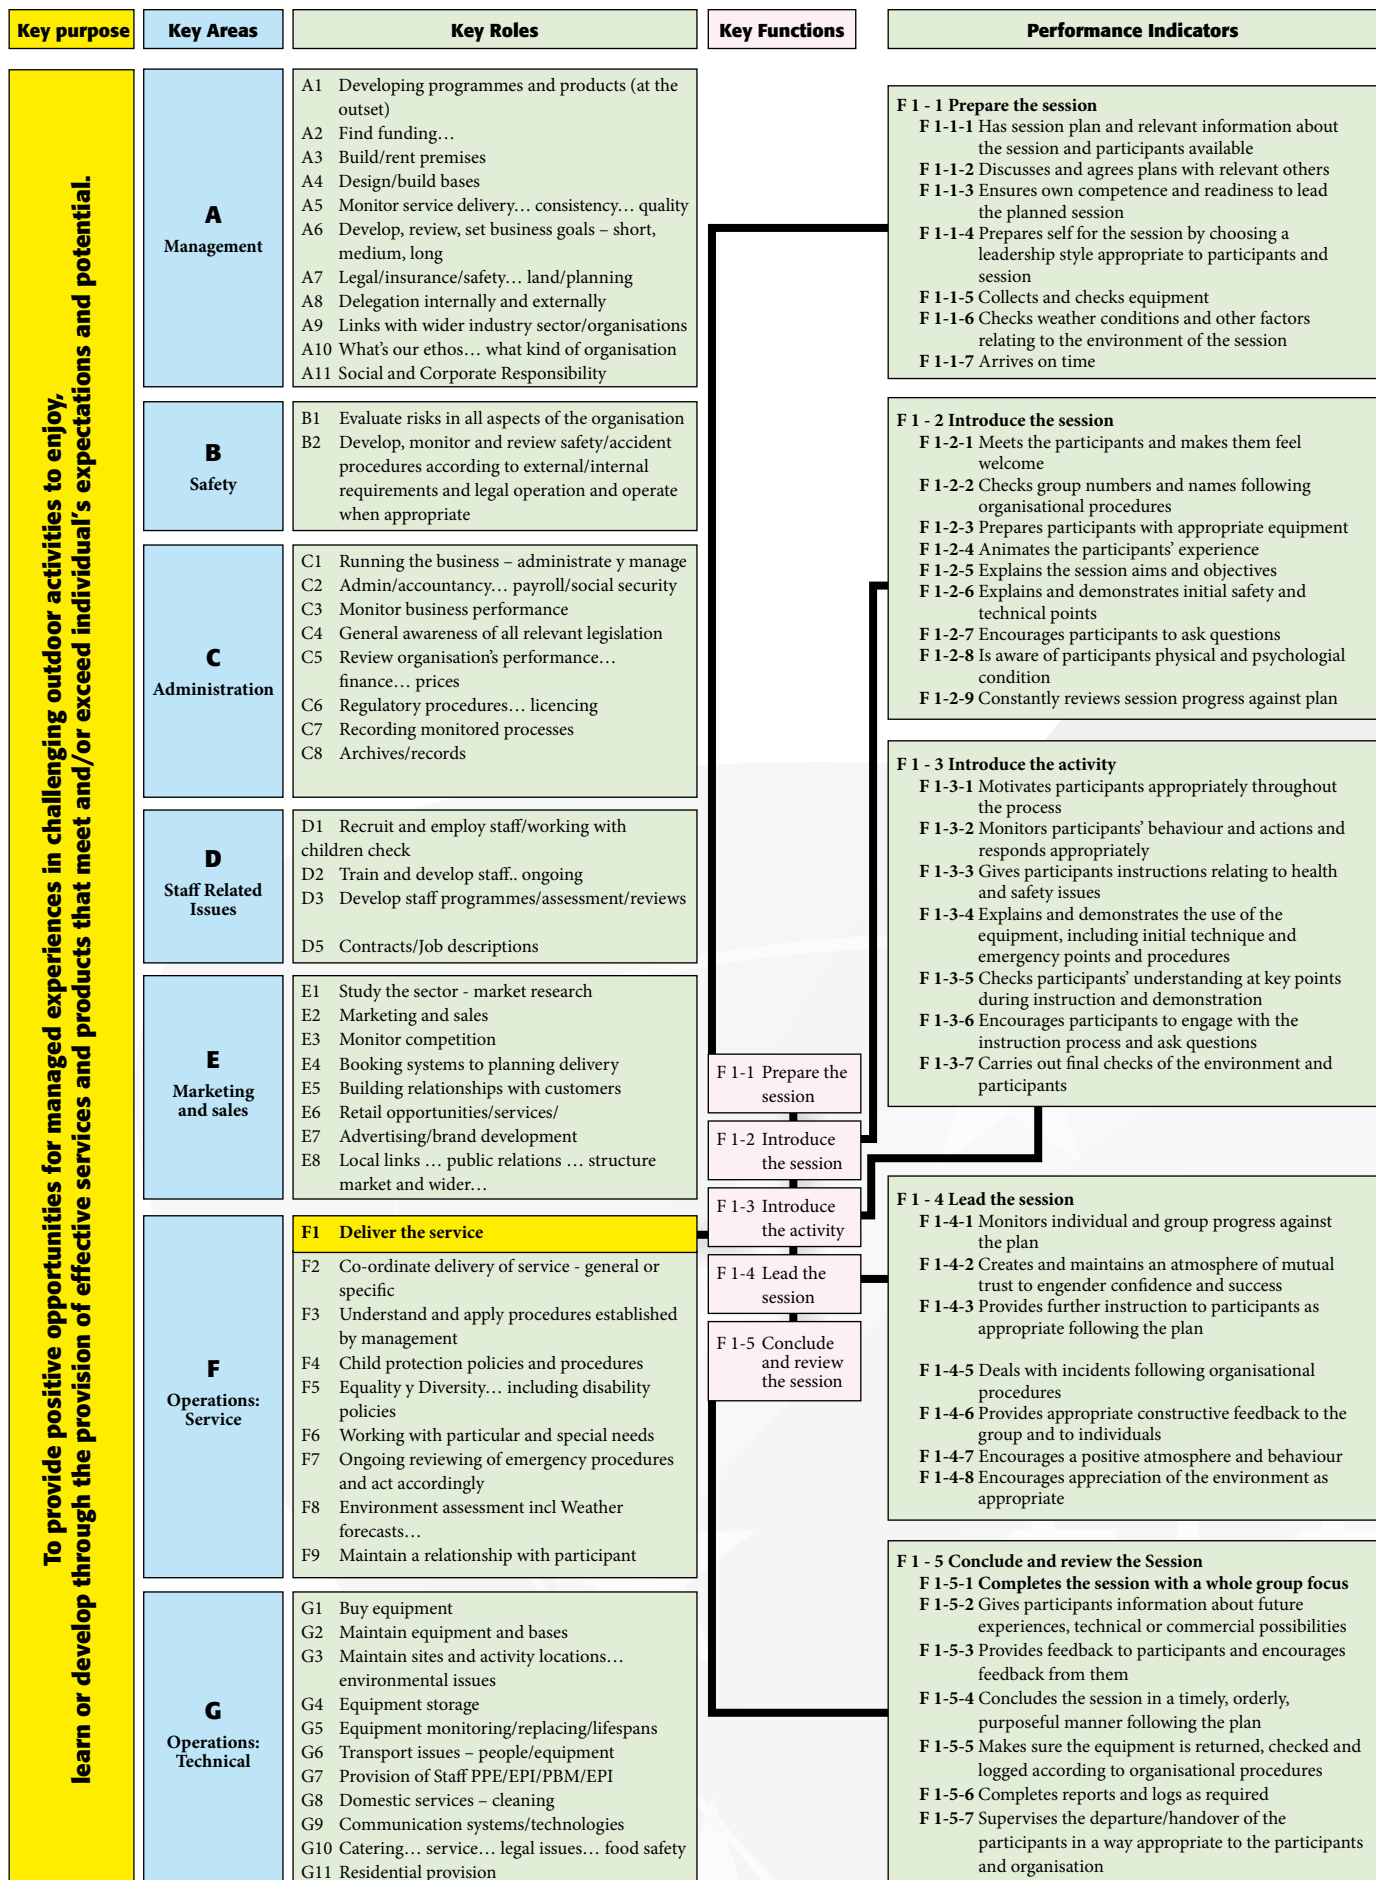 Key purpose
Key Areas
Key Roles
Key Functions
Performance Indicators
To provide positive opportunities for managed experiences in challenging outdoor activities to enjoy,
learn or develop through the provision of effective services and products that meet and/or exceed individual's expectations and potential.
A
Management
A1 Developing programmes and products (at the
outset)
A2 Find funding…
A3 Build/rent premises
A4 Design/build bases
A5 Monitor service delivery… consistency… quality
A6 Develop, review, set business goals – short,
medium, long
A7 Legal/insurance/safety… land/planning
A8 Delegation internally and externally
A9 Links with wider industry sector/organisations
A10 What's our ethos… what kind of organisation
A11 Social and Corporate Responsibility
B
Safety
B1 Evaluate risks in all aspects of the organisation
B2 Develop, monitor and review safety/accident
procedures according to external/internal
requirements and legal operation and operate
when appropriate
C
Administration
C1 Running the business – administrate y manage
C2 Admin/accountancy… payroll/social security
C3 Monitor business performance
C4 General awareness of all relevant legislation
C5 Review organisation's performance…
finance… prices
C6 Regulatory procedures… licencing
C7 Recording monitored processes
C8 Archives/records
D
Staff Related
Issues
D1 Recruit and employ staff/working with
children check
D2 Train and develop staff.. ongoing
D3 Develop staff programmes/assessment/reviews
D5 Contracts/Job descriptions
E
Marketing
and sales
E1 Study the sector - market research
E2 Marketing and sales
E3 Monitor competition
E4 Booking systems to planning delivery
E5 Building relationships with customers
E6 Retail opportunities/services/
E7 Advertising/brand development
E8 Local links … public relations … structure
market and wider…
F
Operations:
Service
F1 Deliver the service
F2 Co-ordinate delivery of service - general or
specific
F3 Understand and apply procedures established
by management
F4 Child protection policies and procedures
F5 Equality y Diversity… including disability
policies
F6 Working with particular and special needs
F7 Ongoing reviewing of emergency procedures
and act accordingly
F8 Environment assessment incl Weather
forecasts…
F9 Maintain a relationship with participant
G
Operations:
Technical
G1 Buy equipment
G2 Maintain equipment and bases
G3 Maintain sites and activity locations…
environmental issues
G4 Equipment storage
G5 Equipment monitoring/replacing/lifespans
G6 Transport issues – people/equipment
G7 Provision of Staff PPE/EPI/PBM/EPI
G8 Domestic services – cleaning
G9 Communication systems/technologies
G10 Catering… service… legal issues… food safety
G11 Residential provision
F 1-1 Prepare the
session
F 1-2 Introduce
the session
F 1-3 Introduce
the activity
F 1-4 Lead the
session
F 1-5 Conclude
and review
the session
F 1 - 1 Prepare the session
F 1-1-1 Has session plan and relevant information about
the session and participants available
F 1-1-2 Discusses and agrees plans with relevant others
F 1-1-3 Ensures own competence and readiness to lead
the planned session
F 1-1-4 Prepares self for the session by choosing a
leadership style appropriate to participants and
session
F 1-1-5 Collects and checks equipment
F 1-1-6 Checks weather conditions and other factors
relating to the environment of the session
F 1-1-7 Arrives on time
F 1 - 2 Introduce the session
F 1-2-1 Meets the participants and makes them feel
welcome
F 1-2-2 Checks group numbers and names following
organisational procedures
F 1-2-3 Prepares participants with appropriate equipment
F 1-2-4 Animates the participants' experience
F 1-2-5 Explains the session aims and objectives
F 1-2-6 Explains and demonstrates initial safety and
technical points
F 1-2-7 Encourages participants to ask questions
F 1-2-8 Is aware of participants physical and psychologial
condition
F 1-2-9 Constantly reviews session progress against plan
F 1 - 3 Introduce the activity
F 1-3-1 Motivates participants appropriately throughout
the process
F 1-3-2 Monitors participants' behaviour and actions and
responds appropriately
F 1-3-3 Gives participants instructions relating to health
and safety issues
F 1-3-4 Explains and demonstrates the use of the
equipment, including initial technique and
emergency points and procedures
F 1-3-5 Checks participants' understanding at key points
during instruction and demonstration
F 1-3-6 Encourages participants to engage with the
instruction process and ask questions
F 1-3-7 Carries out final checks of the environment and
participants
F 1 - 4 Lead the session
F 1-4-1 Monitors individual and group progress against
the plan
F 1-4-2 Creates and maintains an atmosphere of mutual
trust to engender confidence and success
F 1-4-3 Provides further instruction to participants as
appropriate following the plan
F 1-4-5 Deals with incidents following organisational
procedures
F 1-4-6 Provides appropriate constructive feedback to the
group and to individuals
F 1-4-7 Encourages a positive atmosphere and behaviour
F 1-4-8 Encourages appreciation of the environment as
appropriate
F 1 - 5 Conclude and review the Session
F 1-5-1 Completes the session with a whole group focus
F 1-5-2 Gives participants information about future
experiences, technical or commercial possibilities
F 1-5-3 Provides feedback to participants and encourages
feedback from them
F 1-5-4 Concludes the session in a timely, orderly,
purposeful manner following the plan
F 1-5-5 Makes sure the equipment is returned, checked and
logged according to organisational procedures
F 1-5-6 Completes reports and logs as required
F 1-5-7 Supervises the departure/handover of the
participants in a way appropriate to the participants
and organisation